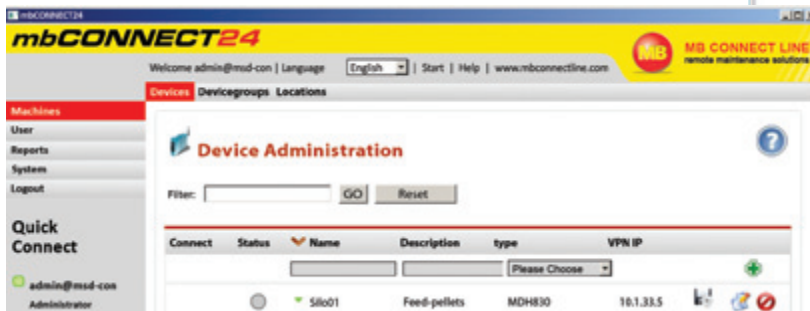 mbCONNECT24
mbCONNECT24
MB
MB CONNECT LINE
remote maintenance solutions
Welcome admin@msd-con | Language English | Start | Help | www.mbconnectline.com
Devices Devicegroups Locations
Machines
User
Reports
System
Logout
Quick
Connect
admin@msd-con
Administrator
Device Administration
?
Filter: GO Reset
Connect Status Name Description type VPN IP
Please Choose
Silo01 Feed-pellets MDH830 10.1.33.5